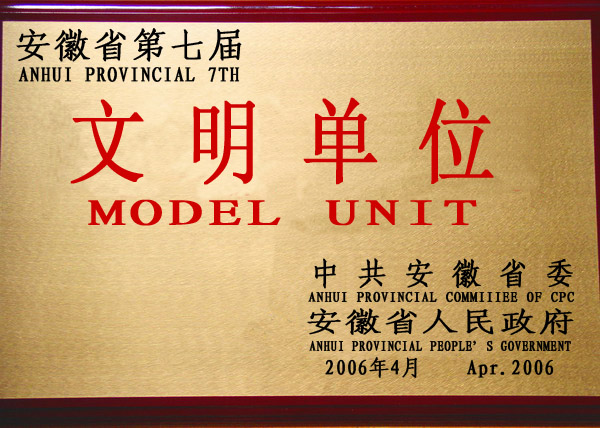 安徽省第七届
ANHUI PROVINCIAL 7TH
文明单位
MODEL UNIT
中共安徽省委
ANHUI PROVINCIAL COMMIIIEE OF CPC
安徽省人民政府
ANHUI PROVINCIAL PEOPLE'S GOVERNMENT
2006年4月 Apr.2006